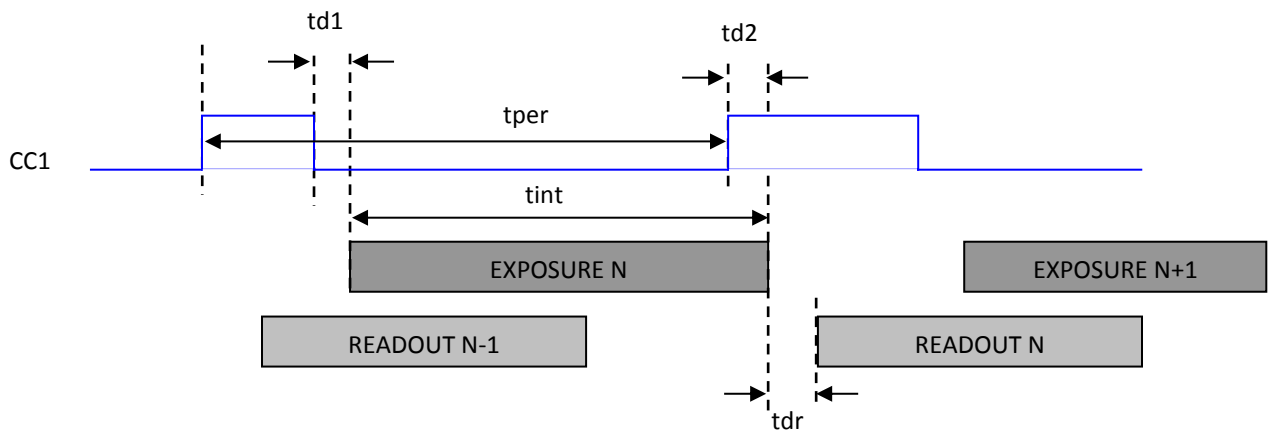 td1
td2
tper
CC1
tint
EXPOSURE N
EXPOSURE N+1
READOUT N-1
READOUT N
tdr